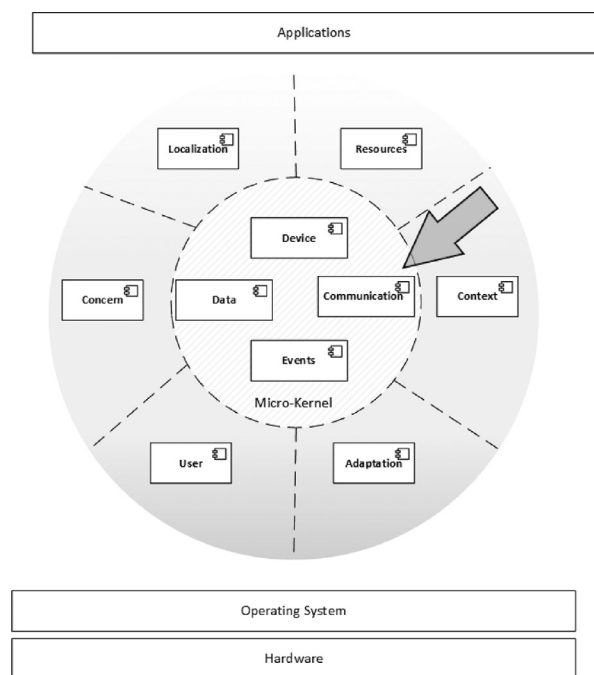 Applications
Localization
Resources
Device
Concern
Data
Communication
Context
Events
Micro-Kernel
User
Adaptation
Operating System
Hardware